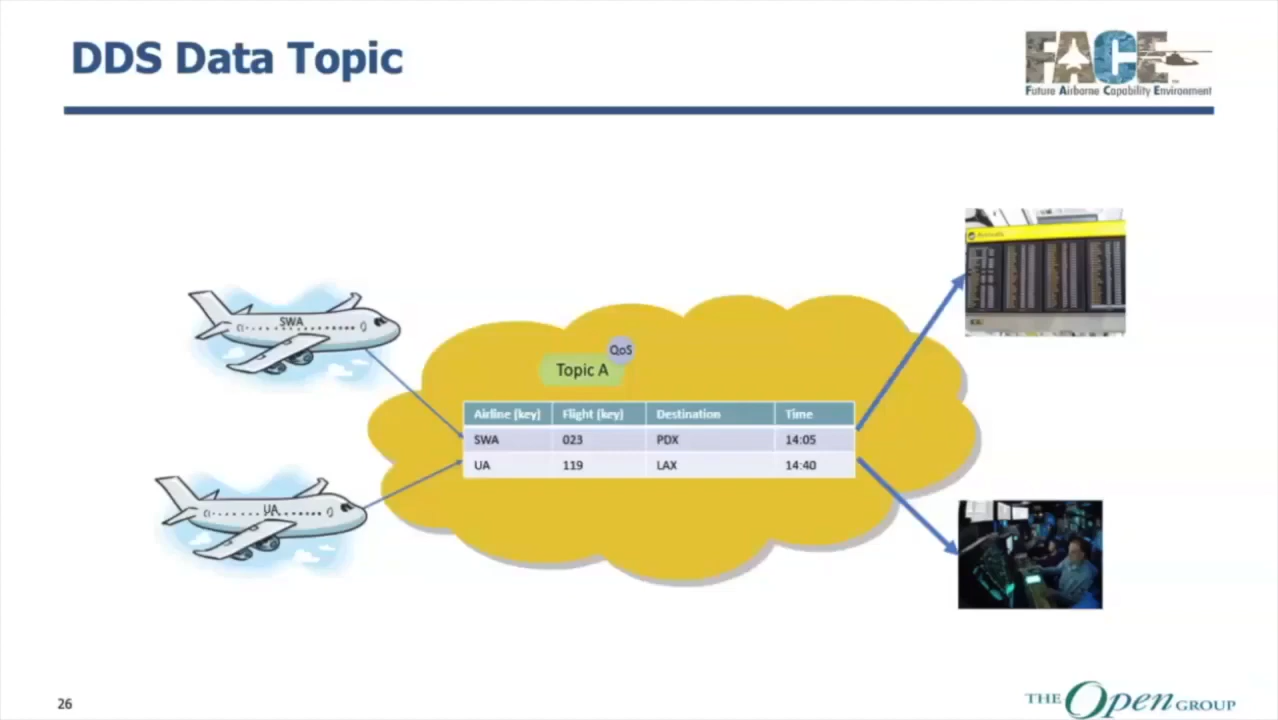 DDS Data Topic
FACE
Future Airborne Capability Environment
SWA
UA
QoS
Topic A
Airline (key) Flight (key) Destination Time
SWA 023 PDX 14:05
UA 119 LAX 14:40
26
THE Open GROUP